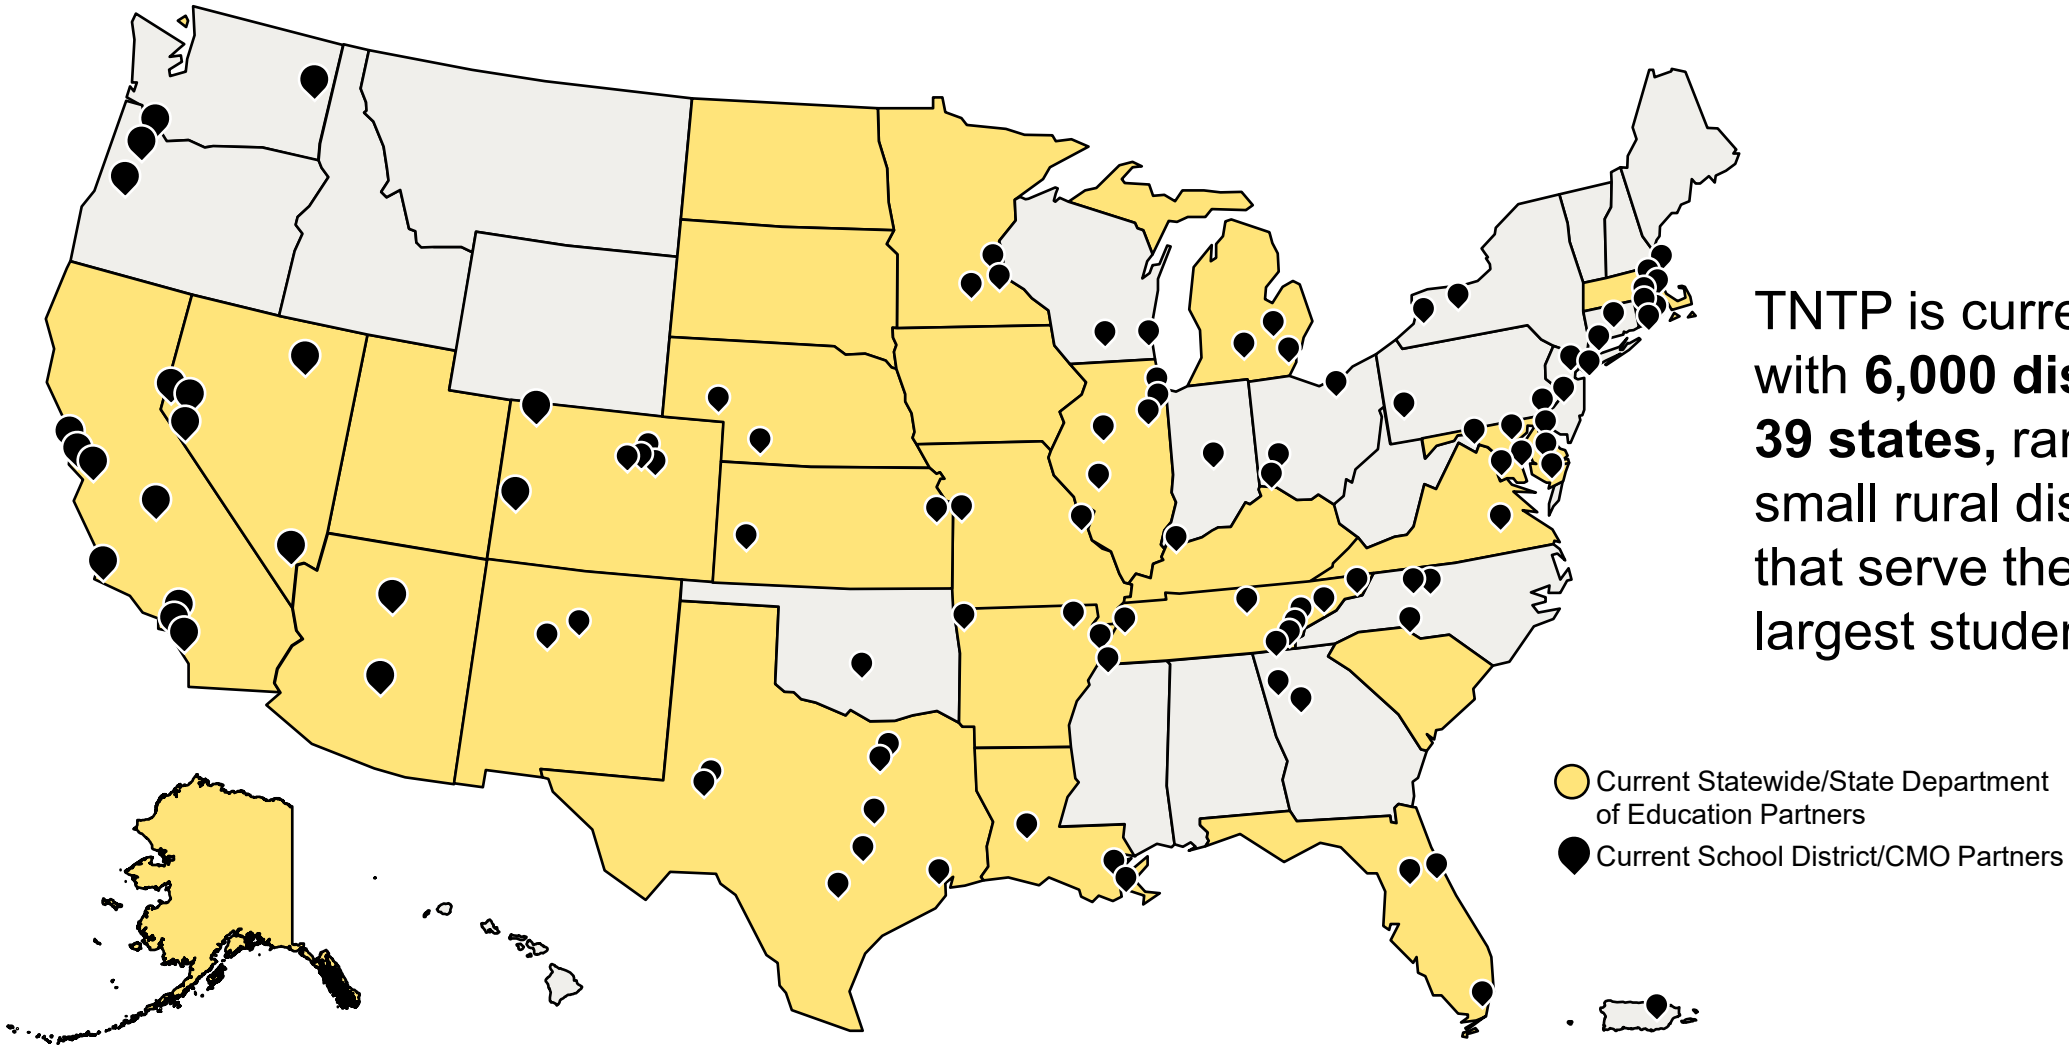 TNTP is curre
with 6,000 dis
39 states, ran
small rural dis
that serve the
largest studen
Current Statewide/State Department
of Education Partners
Current School District/CMO Partners